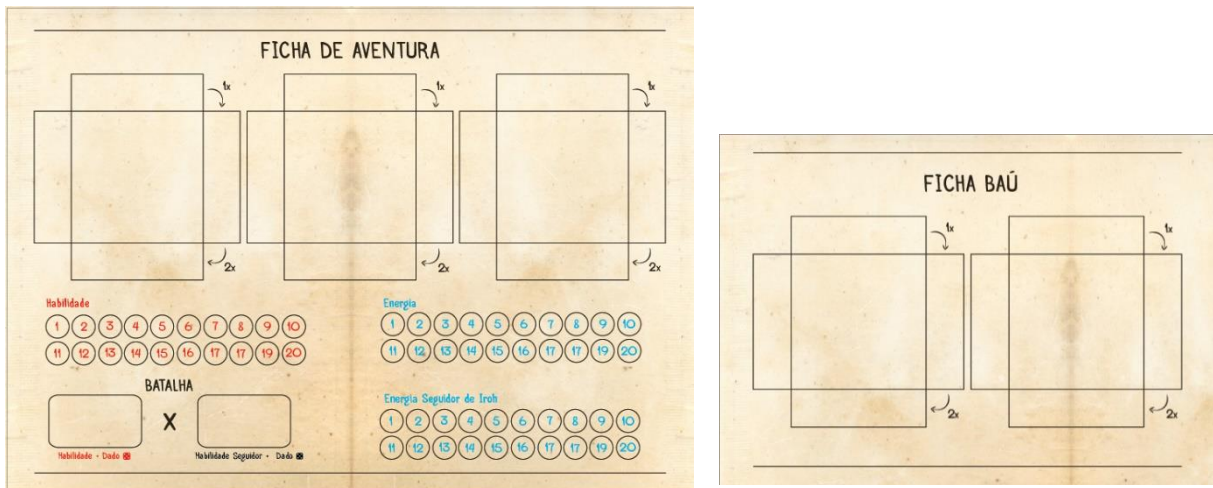 FICHA DE AVENTURA
1x 1x 1x
2x 2x 2x
Habilidade
1 2 3 4 5 6 7 8 9 10
11 12 13 14 15 16 17 17 19 20
Energia
1 2 3 4 5 6 7 8 9 10
11 12 13 14 15 16 17 17 19 20
BATALHA
X
Habilidade + Dado
Habilidade Seguidor + Dado
Energia Seguidor de Iroh
1 2 3 4 5 6 7 8 9 10
11 12 13 14 15 16 17 17 19 20
FICHA BAÚ
1x 1x
2x 2x